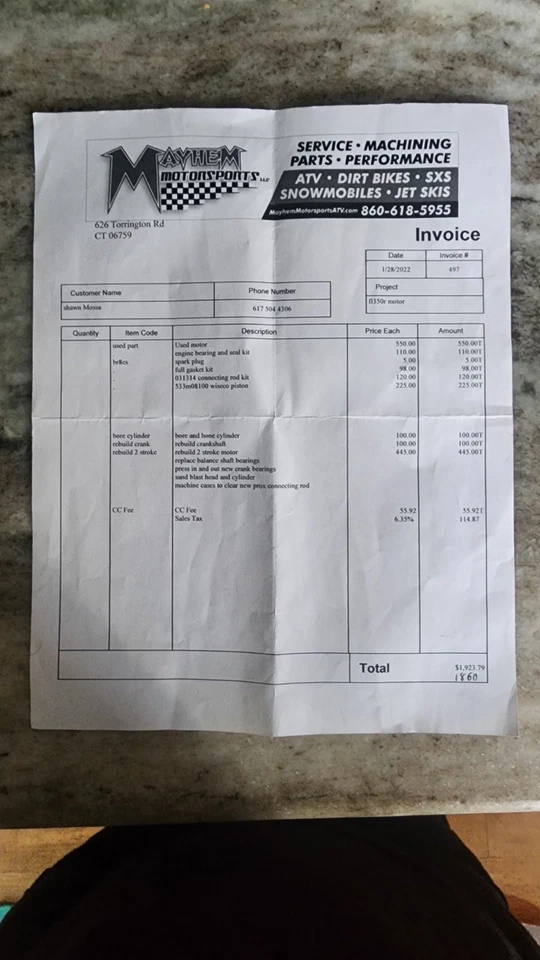 MAYHEM
MOTORSPORTS LLC
SERVICE • MACHINING
PARTS • PERFORMANCE
ATV • DIRT BIKES • SXS
SNOWMOBILES • JET SKIS
MayhemMotorsportsATV.com 860-618-5955
626 Torrington Rd
CT 06759
Invoice
Date Invoice #
1/28/2022 497
Customer Name Phone Number Project
shawn 617 504 4306 motor
Quantity Item Code Description Price Each Amount
used part Used motor 550.00 550.00T
engine bearing and seal kit 110.00 110.00T
spark plug 5.00 5.00T
. full gasket kit 98.00 98.00T
. 031314 connecting rod kit 120.00 120.00T
. 533m08100 wiseco piston 225.00 225.00T
bore cylinder bore and hone cylinder 100.00 100.00T
rebuild crank rebuild crankshaft 100.00 100.00T
rebuild 2 stroke rebuild 2 stroke motor 445.00 445.00T
replace balance shaft bearings
press in and out new crank bearings
sand blast head and cylinder
machine cases to clear new prox connecting rod
CC Fee CC Fee 55.92 55.92T
Sales Tax 6.35% 114.87
Total $1,923.79
1860